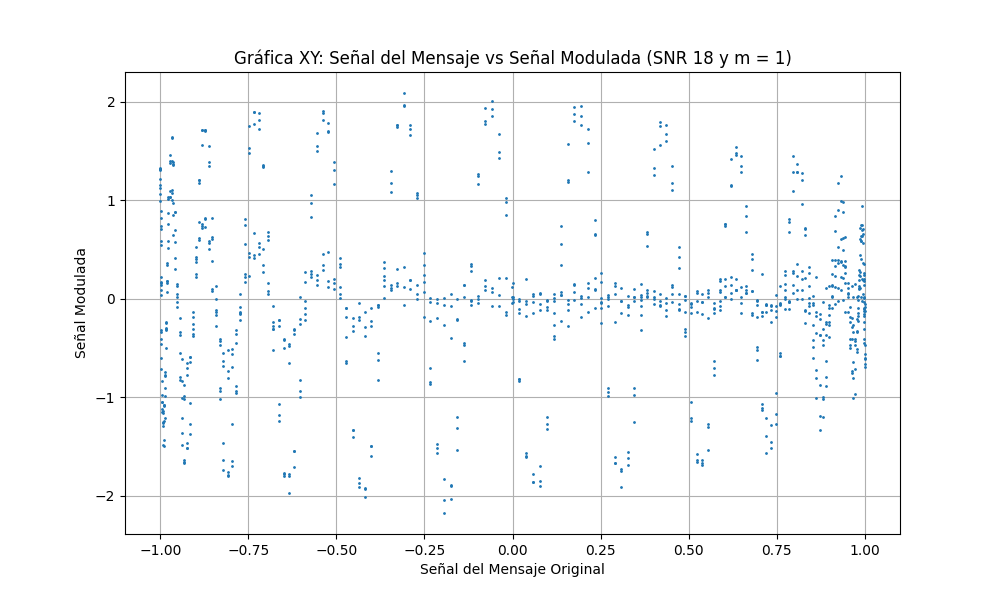 Gráfica XY: Señal del Mensaje vs Señal Modulada (SNR 18 y m = 1)
Señal Modulada
2
1
0
−1
−2
−1.00 −0.75 −0.50 −0.25 0.00 0.25 0.50 0.75 1.00
Señal del Mensaje Original